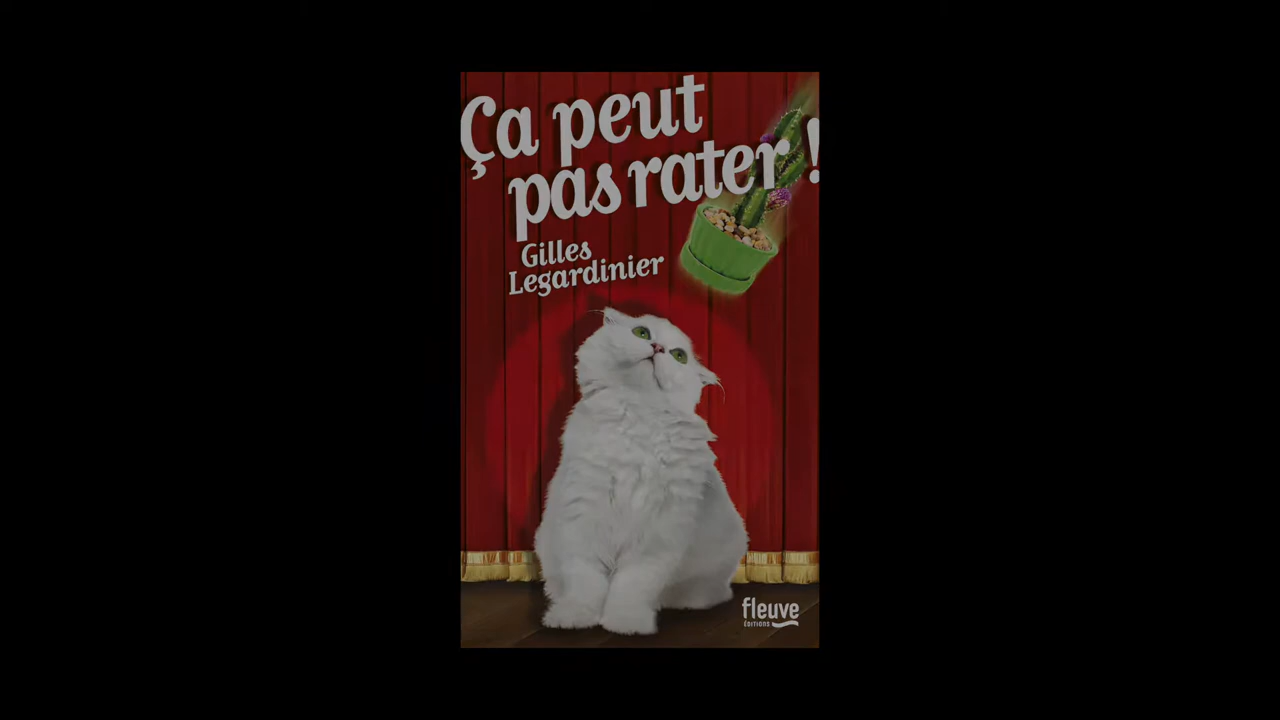 Ça peut
pas rater !
Gilles
Legardinier
fleuve
ÉDITIONS